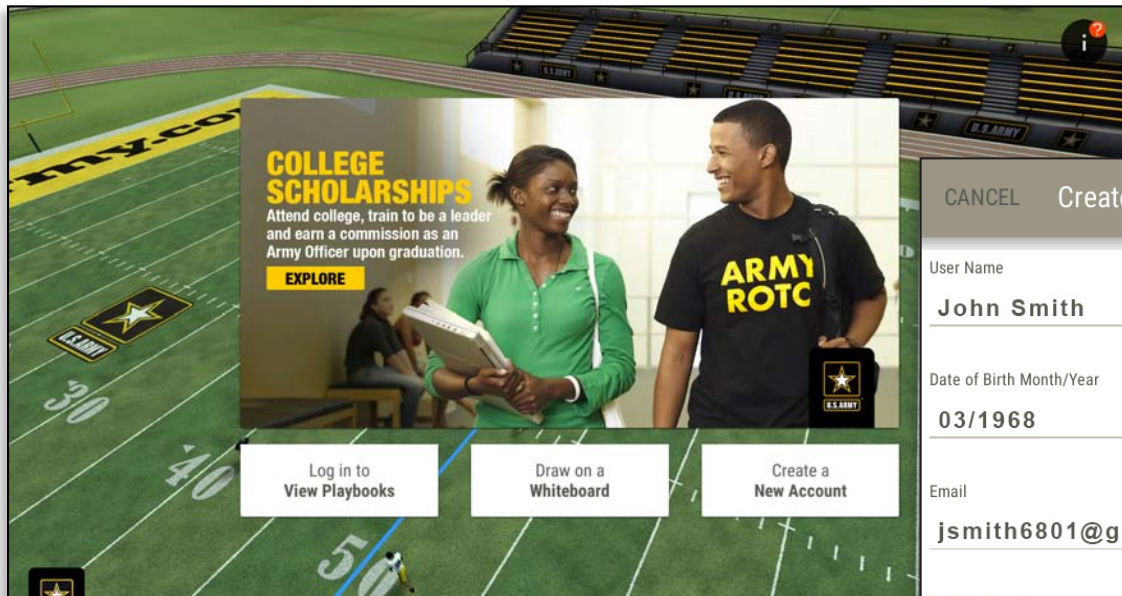 U.S.ARMY
U.S.ARMY
COLLEGE
SCHOLARSHIPS
Attend college, train to be a leader
and earn a commission as an
Army Officer upon graduation.
EXPLORE
ARMY
ROTC
U.S.ARMY
U.S.ARMY
30
40
50
Log in to
View Playbooks
Draw on a
Whiteboard
Create a
New Account
i
?
CANCEL Create
User Name
John Smith
Date of Birth Month/Year
03/1968
Email
jsmith6801@g